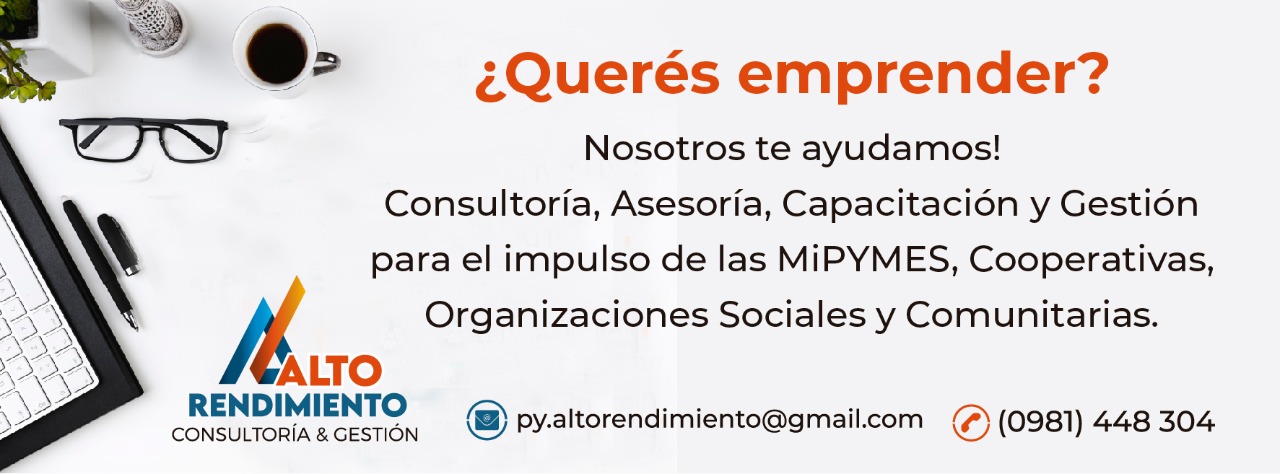 ¿Querés emprender?
Nosotros te ayudamos!
Consultoría, Asesoría, Capacitación y Gestión
para el impulso de las MiPYMES, Cooperativas,
Organizaciones Sociales y Comunitarias.
ALTO
RENDIMIENTO
CONSULTORÍA & GESTIÓN
py.altorendimiento@gmail.com
(0981) 448 304